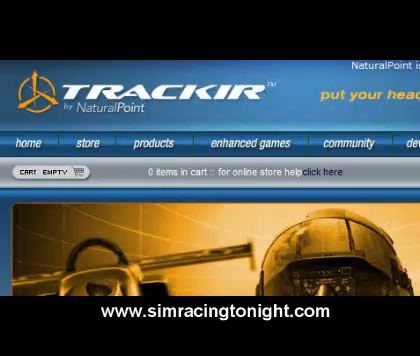 NaturalPoint is
TRACKIR™
by NaturalPoint
put your head
home store products enhanced games community dev
CART EMPTY 0 items in cart :: for online store help click here
www.simracingtonight.com